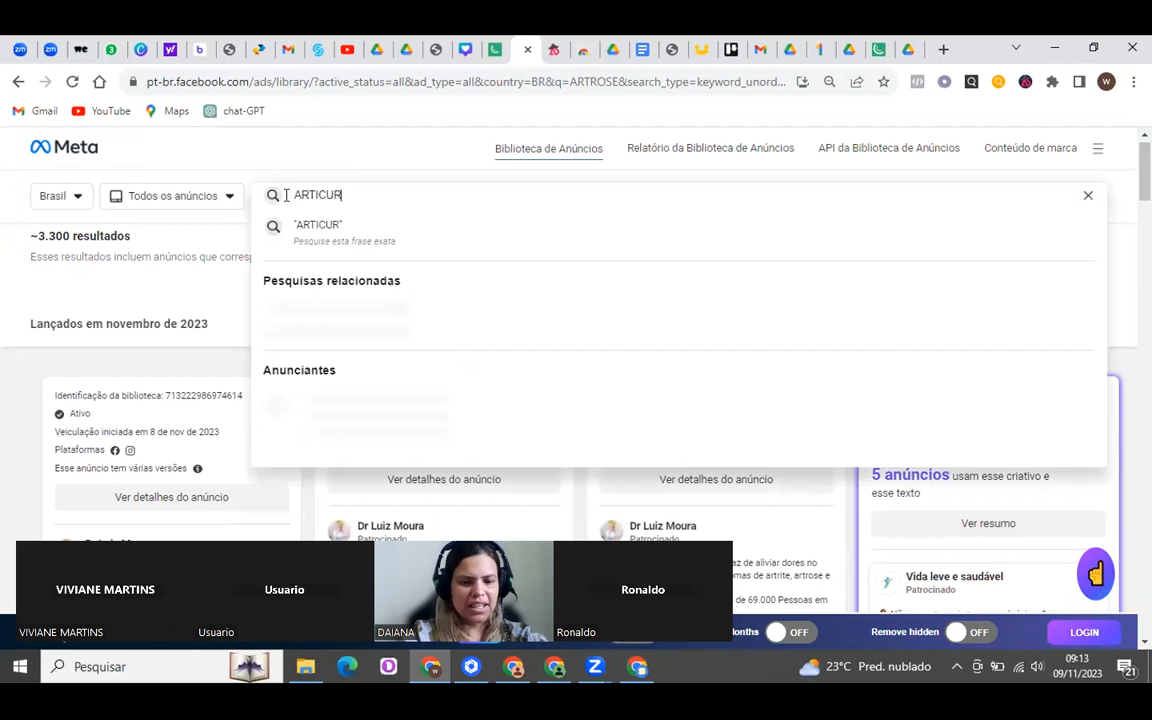 pt-br.facebook.com/ads/library/?active_status=all&ad_type=all&country=BR&q=ARTROSE&search_type=keyword_unord...
Gmail YouTube Maps chat-GPT
Meta
Biblioteca de Anúncios Relatório da Biblioteca de Anúncios API da Biblioteca de Anúncios Conteúdo de marca
Brasil Todos os anúncios ARTICUR
"ARTICUR"
Pesquise esta frase exata
~3.300 resultados
Esses resultados incluem anúncios que corresp
Pesquisas relacionadas
Lançados em novembro de 2023
Anunciantes
Identificação da biblioteca: 713222986974614
Ativo
Veiculação iniciada em 8 de nov de 2023
Plataformas
Esse anúncio tem várias versões
Ver detalhes do anúncio
Ver detalhes do anúncio
Dr Luiz Moura
Patrocinado
Ver detalhes do anúncio
Dr Luiz Moura
Patrocinado
az de aliviar dores no
mas de artrite, artrose e
de 69.000 Pessoas em
5 anúncios usam esse criativo e
esse texto
Ver resumo
Vida leve e saudável
Patrocinado
VIVIANE MARTINS Usuario Ronaldo
VIVIANE MARTINS Usuario DAIANA Ronaldo
onths OFF Remove hidden OFF LOGIN
Pesquisar 23°C Pred. nublado 09:13
09/11/2023 21